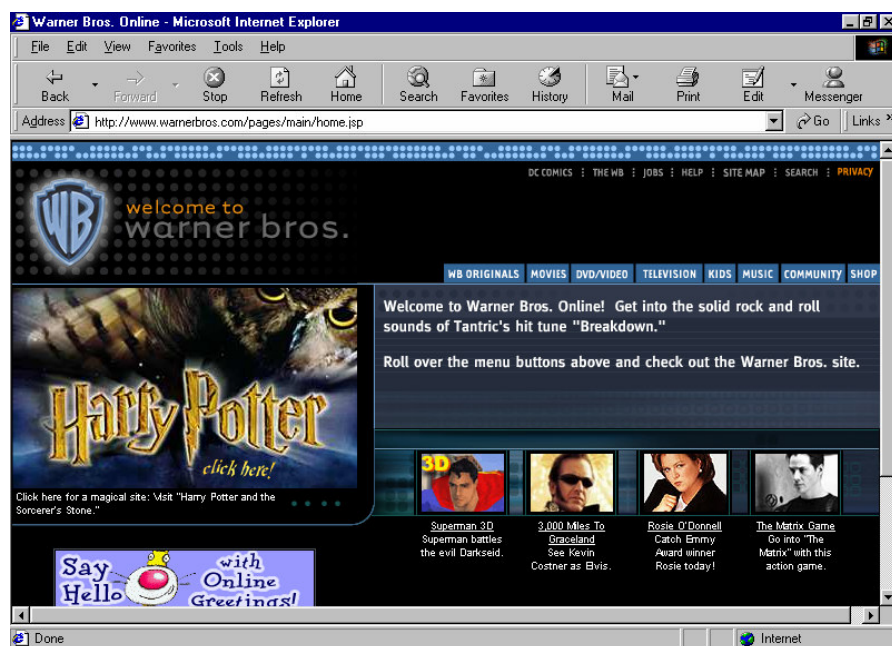 Warner Bros. Online - Microsoft Internet Explorer
File Edit View Favorites Tools Help
Back Forward Stop Refresh Home Search Favorites History Mail Print Edit Messenger
Address http://www.warnerbros.com/pages/main/home.jsp Go Links »
DC COMICS : THE WB : JOBS : HELP : SITE MAP : SEARCH : PRIVACY
WB
welcome to
warner bros.
WB ORIGINALS MOVIES DVD/VIDEO TELEVISION KIDS MUSIC COMMUNITY SHOP
Harry Potter
click here!
Click here for a magical site: Visit "Harry Potter and the
Sorcerer's Stone."
Welcome to Warner Bros. Online! Get into the solid rock and roll
sounds of Tantric's hit tune "Breakdown."
Roll over the menu buttons above and check out the Warner Bros. site.
3D
Superman 3D
Superman battles
the evil Darkseid.
3,000 Miles To
Graceland
See Kevin
Costner as Elvis.
Rosie O'Donnell
Catch Emmy
Award winner
Rosie today!
The Matrix Game
Go into "The
Matrix" with this
action game.
Say with
Hello Online
Greetings!
Done Internet